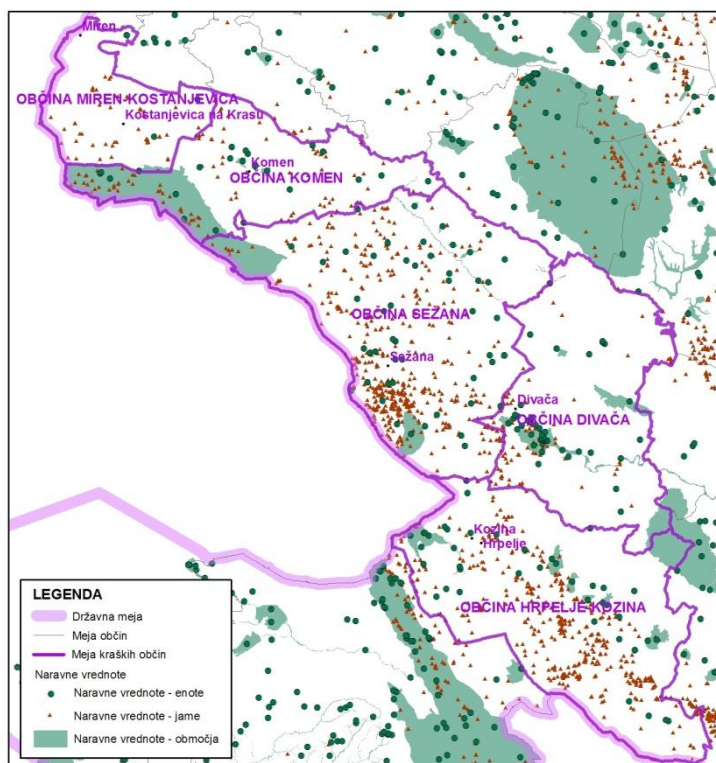 Miren
OBČINA MIREN-KOSTANJEVICA
Kostanjevica na Krasu
Komen
OBČINA KOMEN
OBČINA SEŽANA
Sežana
Divača
OBČINA DIVAČA
Kozina
Hrpelje
OBČINA HRPELJE-KOZINA
LEGENDA
Državna meja
Meja občin
Meja kraških občin
Naravne vrednote
Naravne vrednote - enote
Naravne vrednote - jame
Naravne vrednote - območja